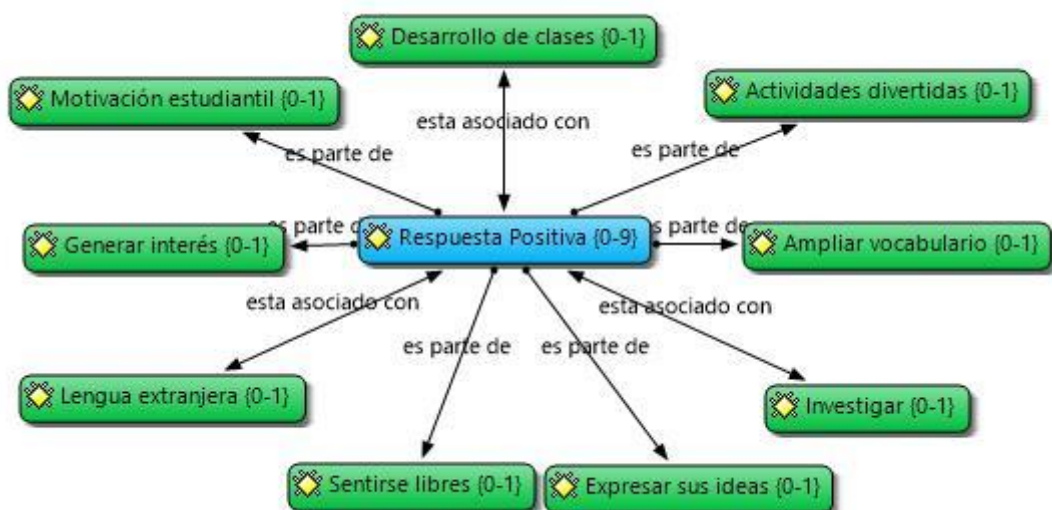 Desarrollo de clases {0-1}
Motivación estudiantil {0-1}
Actividades divertidas {0-1}
esta asociado con
es parte de
es parte de
Generar interés {0-1}
es parte d
Respuesta Positiva {0-9}
es parte de
Ampliar vocabulario {0-1}
esta asociado con
esta asociado con
es parte de
es parte de
Lengua extranjera {0-1}
Investigar {0-1}
Sentirse libres {0-1}
Expresar sus ideas {0-1}